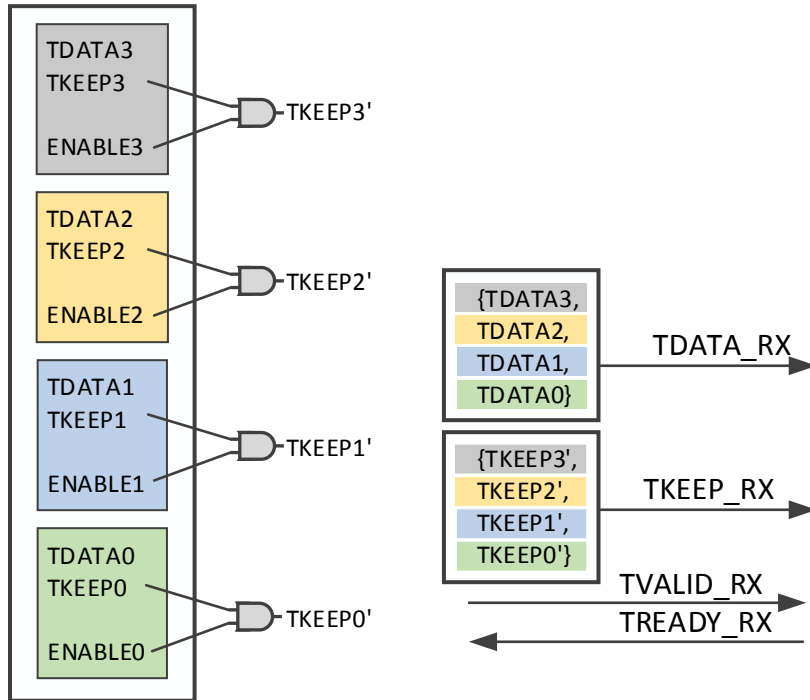 TDATA3
TKEEP3
ENABLE3
TKEEP3'
TDATA2
TKEEP2
ENABLE2
TKEEP2'
TDATA1
TKEEP1
ENABLE1
TKEEP1'
TDATA0
TKEEP0
ENABLE0
TKEEP0'
{TDATA3,
TDATA2,
TDATA1,
TDATA0}
TDATA_RX
{TKEEP3',
TKEEP2',
TKEEP1',
TKEEP0'}
TKEEP_RX
TVALID_RX
TREADY_RX